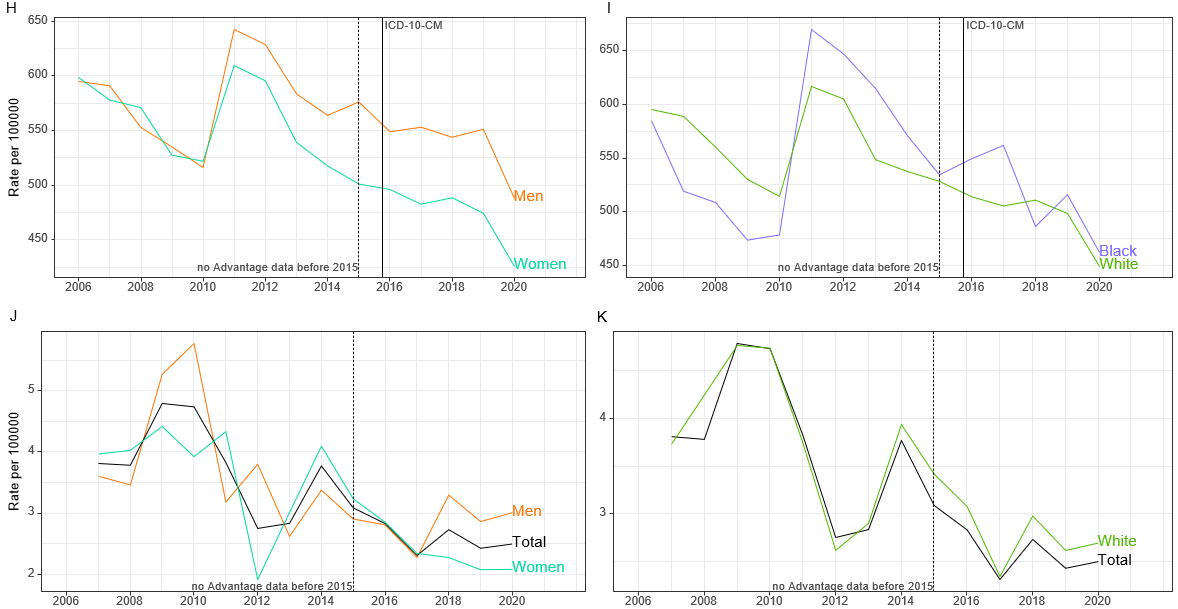 H
650
600
550
500
450
Rate per 100000
ICD-10-CM
Men
Women
no Advantage data before 2015
2006 2008 2010 2012 2014 2016 2018 2020
I
650
600
550
500
450
ICD-10-CM
Black
White
no Advantage data before 2015
2006 2008 2010 2012 2014 2016 2018 2020
J
5
4
3
2
Rate per 100000
Men
Total
Women
no Advantage data before 2015
2006 2008 2010 2012 2014 2016 2018 2020
K
4
3
White
Total
no Advantage data before 2015
2006 2008 2010 2012 2014 2016 2018 2020